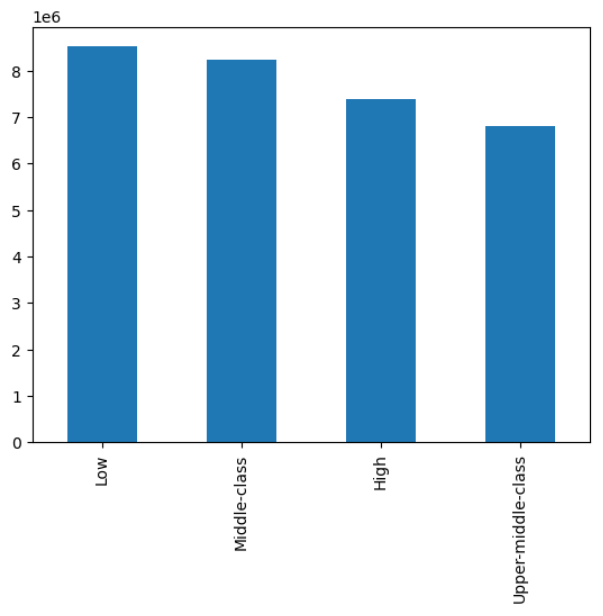 1e6
8
7
6
5
4
3
2
1
0
Low
Middle-class
High
Upper-middle-class